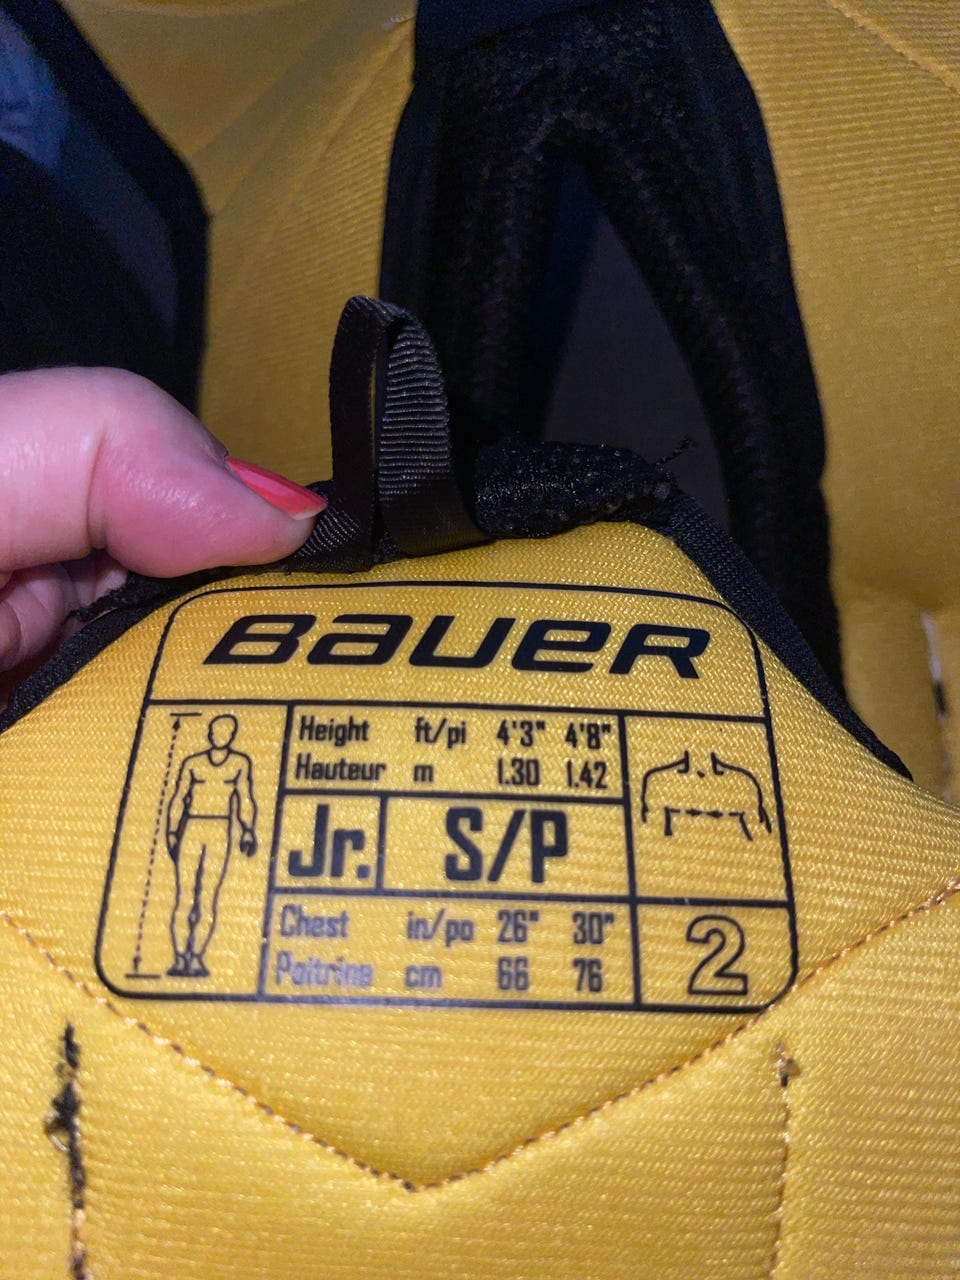 BAUER
Height ft/pi 4'3" 4'8"
Hauteur m 1.30 1.42
Jr. S/P
Chest in/po 26" 30"
Poitrine cm 66 76
2